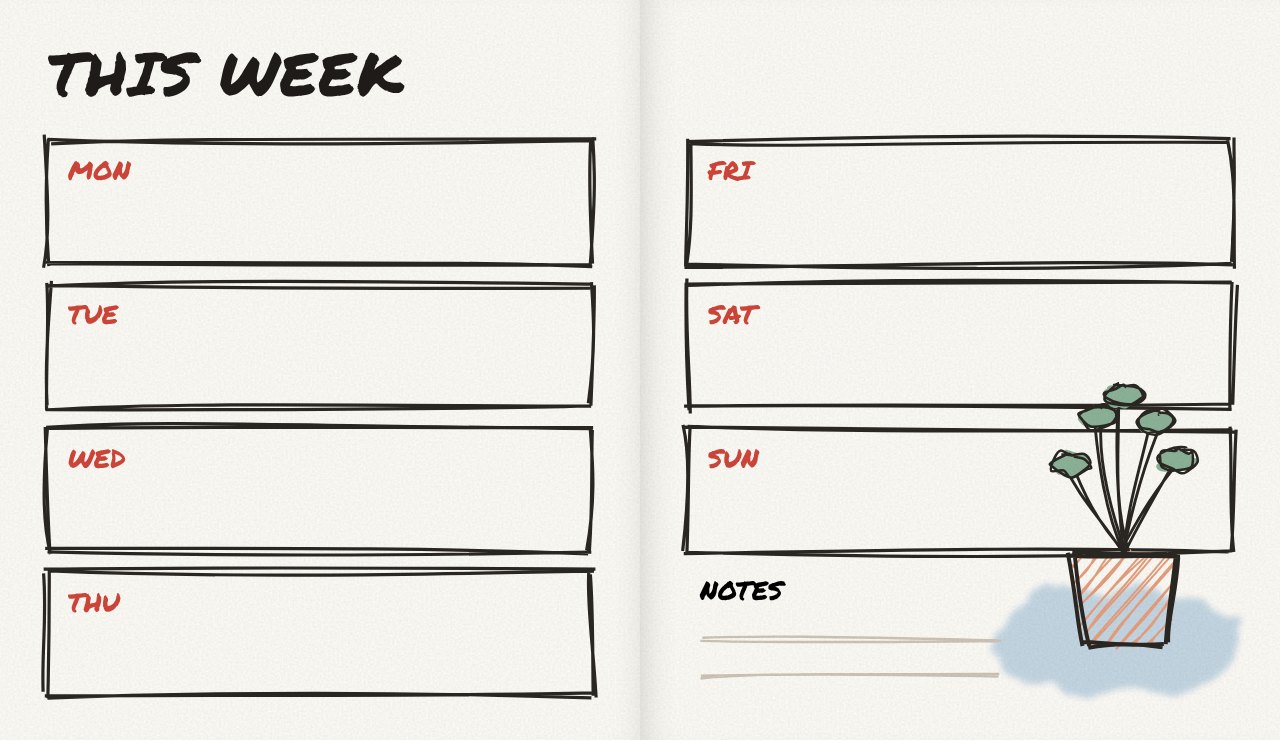 THIS WEEK
MON
TUE
WED
THU
FRI
SAT
SUN
NOTES